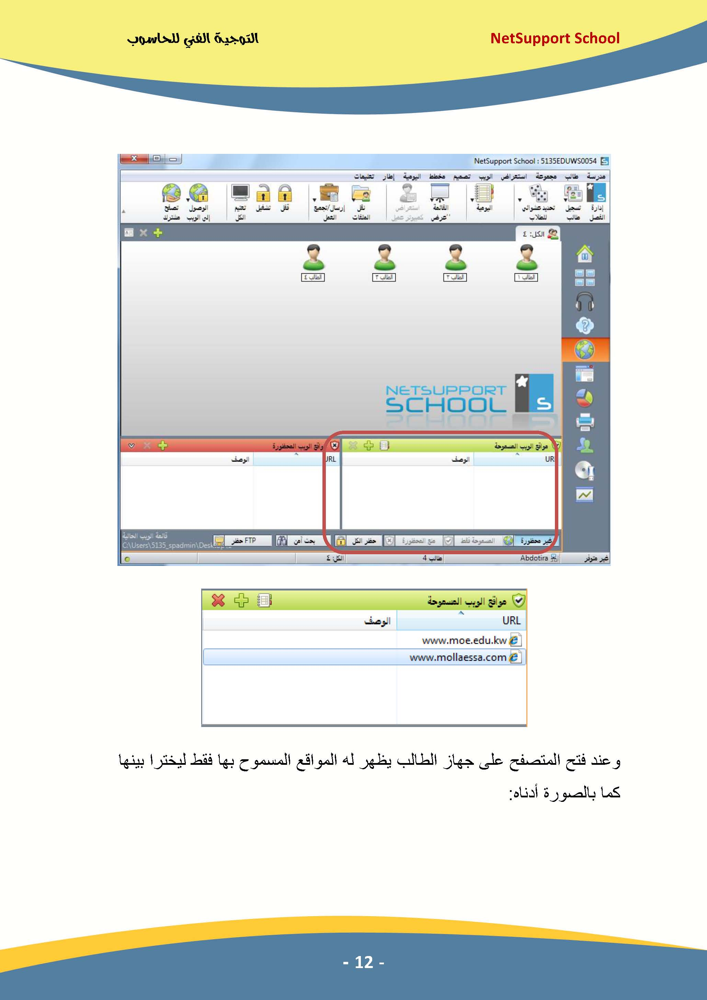 NetSupport School
التوجية الفني للحاسوب
NetSupport School : 5135EDUWS0054
مدرسة طالب مجموعة استعراض الويب تصميم مخطط اليومية إطار تعليمات
إدارة الفصل
تسجيل طالب
تحديد عشوائي للطلاب
اليومية
القائمة "عرض
استعراض كمبيوتر عميل
نقل الملفات
إرسال/تجميع العمل
قفل
تشغيل
تعتيم الكل
الوصول إلى الويب
تصفح مشترك
الكل: ٤
الطالب ١
الطالب ٢
الطالب ٣
الطالب ٤
NETSUPPORT
SCHOOL
مواقع الويب المسموحة
URL الوصف
واقع الويب المحظورة
URL الوصف
غير محظورة
المسموحة فقط
منع المحظورة
حظر الكل
بحث آمن
حظر FTP
قائمة الويب الحالية
C:\Users\5135_spadmin\Desktop\
غير متوفر
Abdotira
طالب 4
الكل: ٤
مواقع الويب المسموحة
URL الوصف
www.moe.edu.kw
www.mollaessa.com
وعند فتح المتصفح على جهاز الطالب يظهر له المواقع المسموح بها فقط ليخترا بينها
كما بالصورة أدناه:
- 12 -